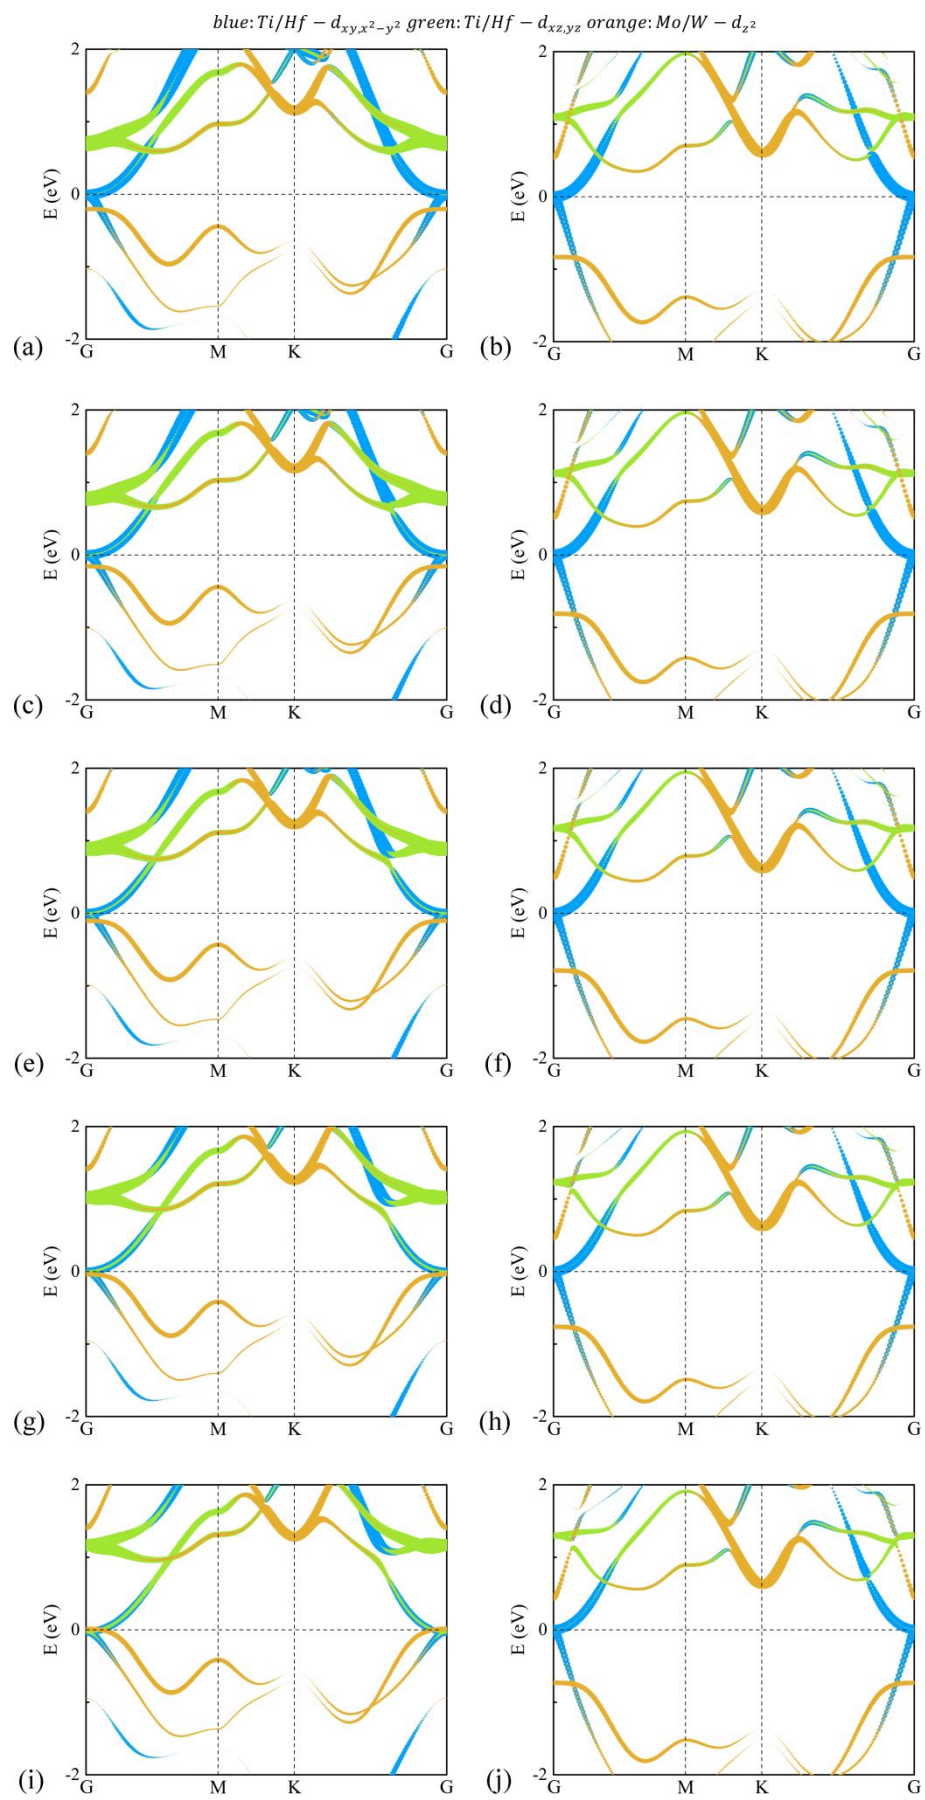 blue: Ti/Hf − d_{xy,x²−y²} green: Ti/Hf − d_{xz,yz} orange: Mo/W − d_{z²}
2
0
-2
E (eV)
G M K G
(a)
2
0
-2
E (eV)
G M K G
(b)
2
0
-2
E (eV)
G M K G
(c)
2
0
-2
E (eV)
G M K G
(d)
2
0
-2
E (eV)
G M K G
(e)
2
0
-2
E (eV)
G M K G
(f)
2
0
-2
E (eV)
G M K G
(g)
2
0
-2
E (eV)
G M K G
(h)
2
0
-2
E (eV)
G M K G
(i)
2
0
-2
E (eV)
G M K G
(j)